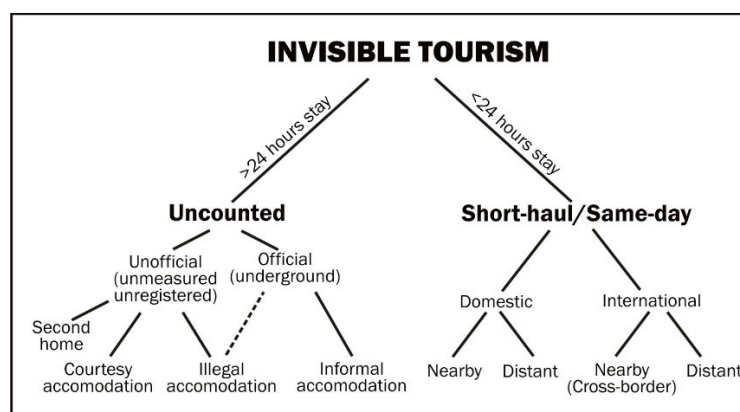 INVISIBLE TOURISM
>24 hours stay
<24 hours stay
Uncounted
Short-haul/Same-day
Unofficial
(unmeasured
unregistered)
Official
(underground)
Domestic
International
Second
home
Courtesy
accomodation
Illegal
accomodation
Informal
accomodation
Nearby
Distant
Nearby
(Cross-border)
Distant